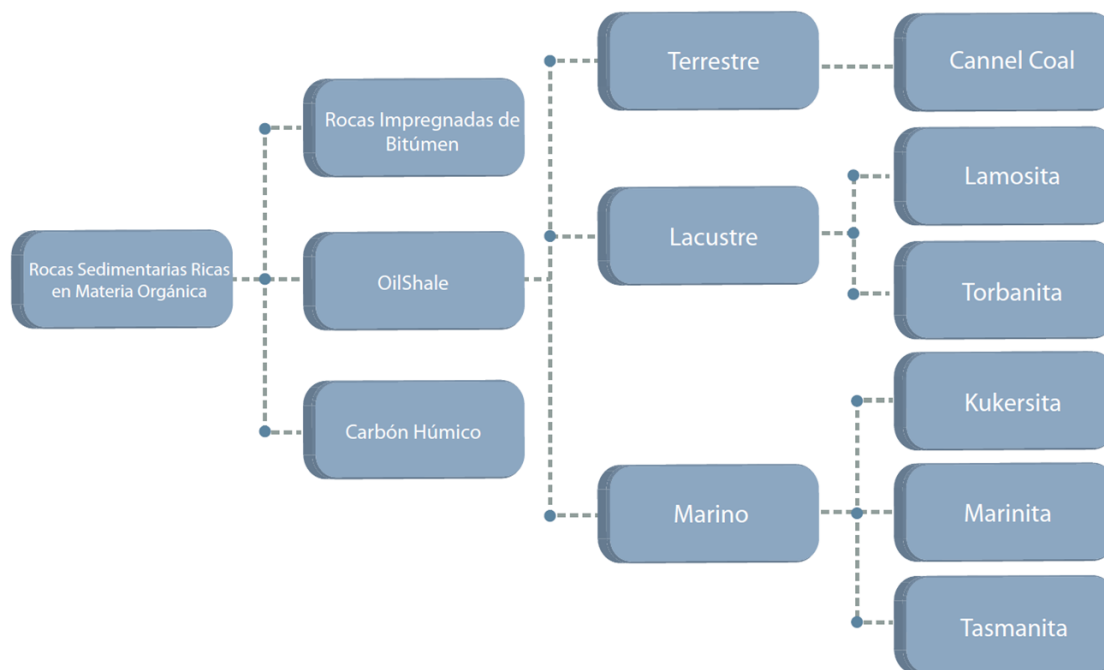 Rocas Sedimentarias Ricas
en Materia Orgánica
Rocas Impregnadas de
Bitúmen
OilShale
Carbón Húmico
Terrestre
Lacustre
Marino
Cannel Coal
Lamosita
Torbanita
Kukersita
Marinita
Tasmanita